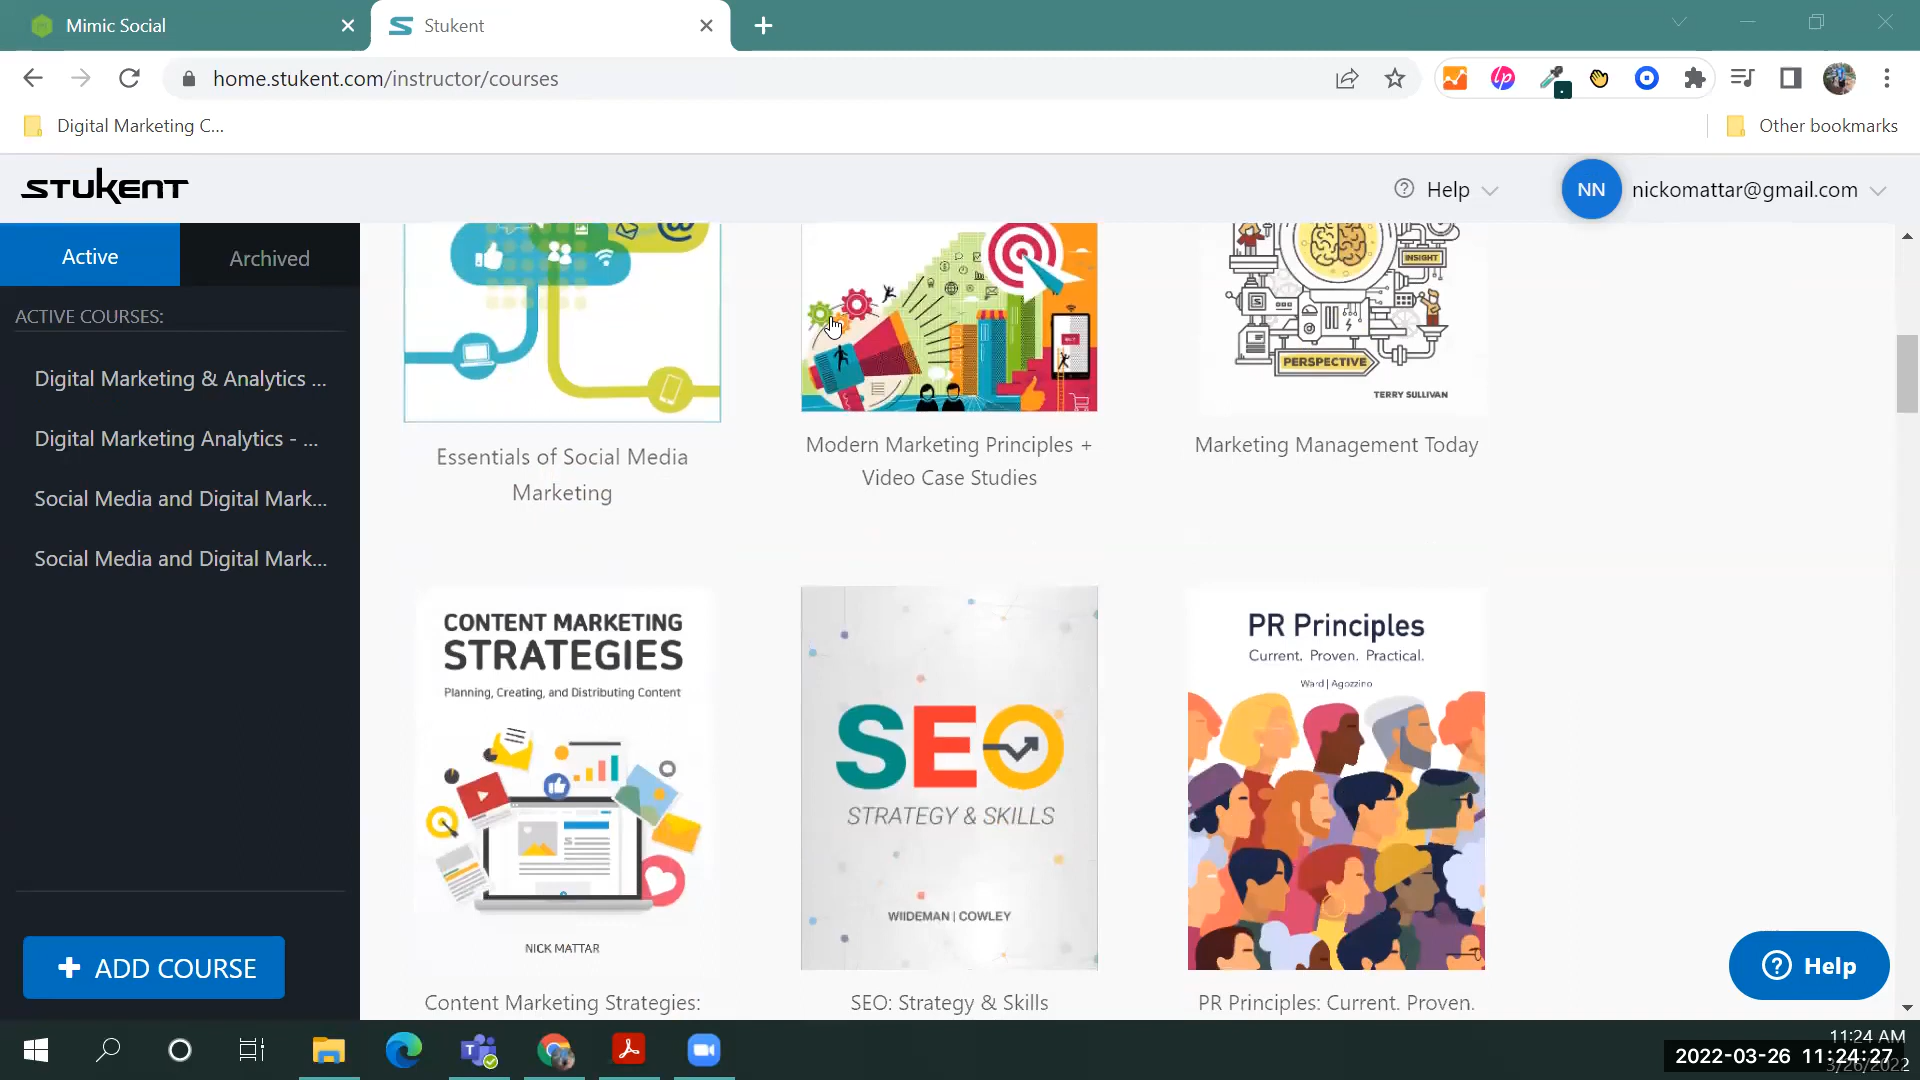 Mimic Social
Stukent
home.stukent.com/instructor/courses
Digital Marketing C...
Other bookmarks
STUKENT
Help
NN
nickomattar@gmail.com
Active
Archived
ACTIVE COURSES:
Digital Marketing & Analytics ...
Digital Marketing Analytics - ...
Social Media and Digital Mark...
Social Media and Digital Mark...
+ ADD COURSE
INSIGHT
PERSPECTIVE
TERRY SULLIVAN
Essentials of Social Media
Marketing
Modern Marketing Principles +
Video Case Studies
Marketing Management Today
CONTENT MARKETING
STRATEGIES
Planning, Creating, and Distributing Content
NICK MATTAR
SEO
STRATEGY & SKILLS
WIIDEMAN | COWLEY
PR Principles
Current. Proven. Practical.
Ward | Agozzino
Content Marketing Strategies:
SEO: Strategy & Skills
PR Principles: Current. Proven.
Help
11:24 AM
2022-03-26 11:24:27
3/26/2022